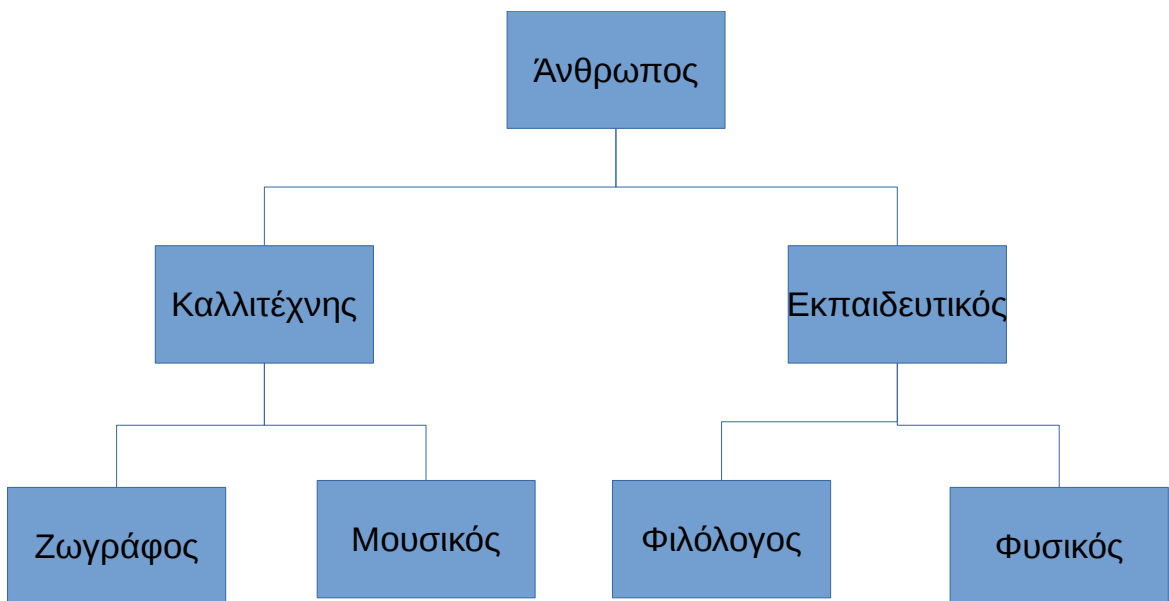 Άνθρωπος
Καλλιτέχνης
Εκπαιδευτικός
Ζωγράφος
Μουσικός
Φιλόλογος
Φυσικός